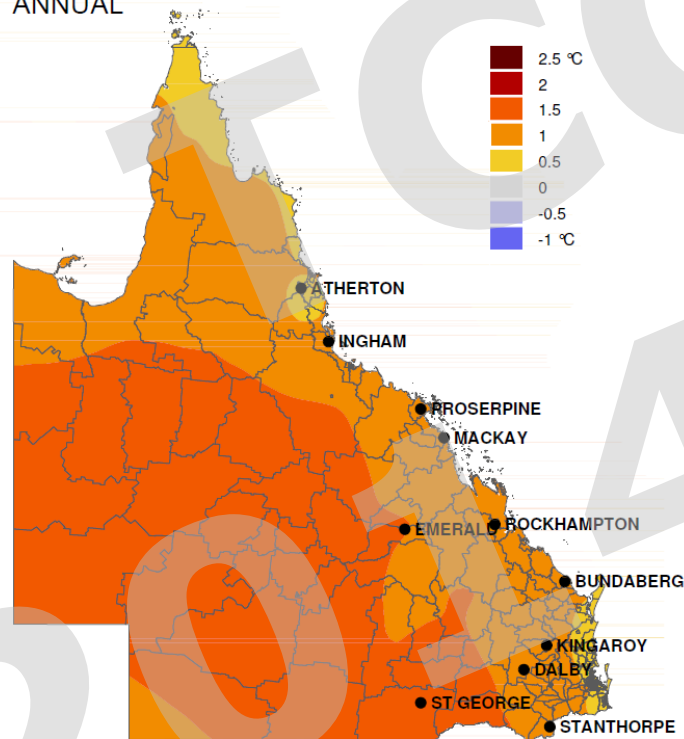 ANNUAL
2.5 °C
2
1.5
1
0.5
0
-0.5
-1 °C
ATHERTON
INGHAM
PROSERPINE
MACKAY
ROCKHAMPTON
EMERALD
BUNDABERG
KINGAROY
DALBY
ST GEORGE
STANTHORPE